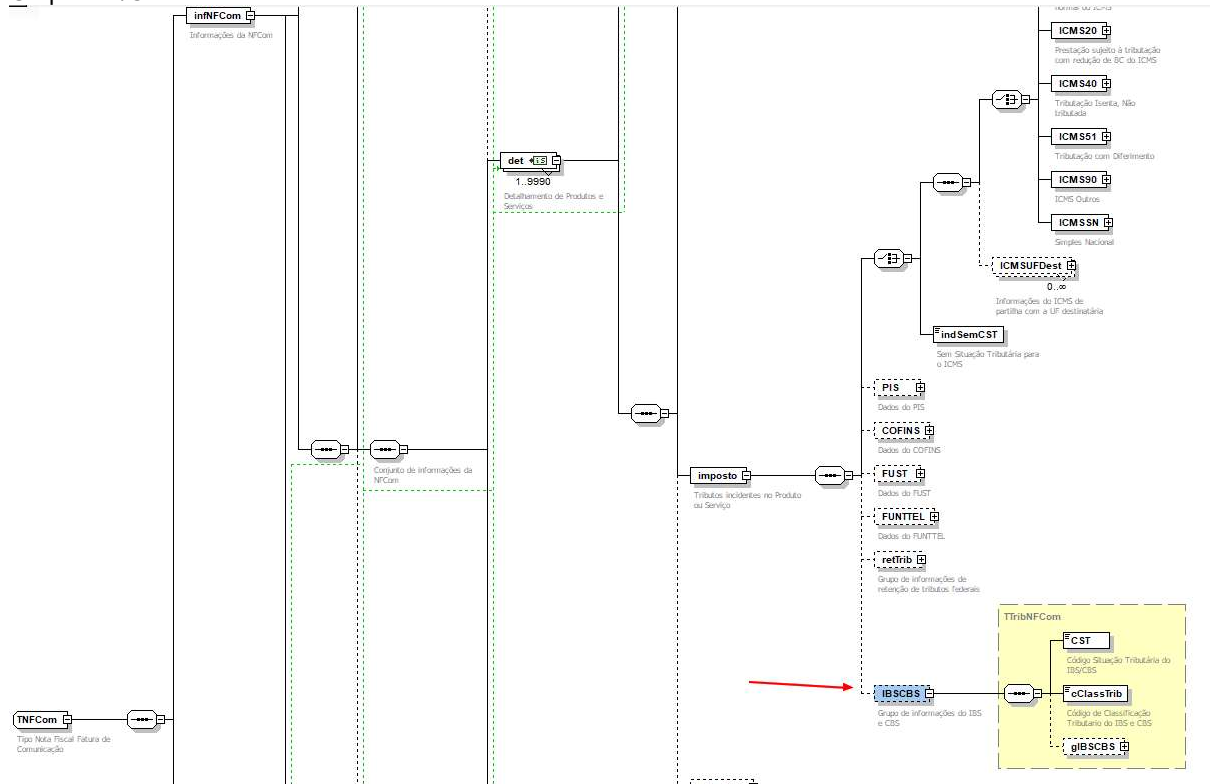 infNFCom
Informações da NFCom
ICMS20
Prestação sujeito à tributação
com redução de BC do ICMS
ICMS40
Tributação Isenta, Não
tributada
ICMS51
Tributação com Diferimento
ICMS90
ICMS Outros
ICMSSN
Simples Nacional
ICMSUFDest
0..∞
Informações do ICMS de
partilha com a UF destinatária
det
1..9990
Detalhamento de Produtos e
Serviços
indSemCST
Sem Situação Tributária para
o ICMS
PIS
Dados do PIS
COFINS
Dados do COFINS
FUST
Dados do FUST
FUNTTEL
Dados do FUNTTEL
retTrib
Grupo de informações de
retenção de tributos federais
Conjunto de informações da
NFCom
imposto
Tributos incidentes no Produto
ou Serviço
TTribNFCom
CST
Código Situação Tributária do
IBS/CBS
IBSCBS
Grupo de informações do IBS
e CBS
cClassTrib
Código de Classificação
Tributario do IBS e CBS
gIBSCBS
TNFCom
Tipo Nota Fiscal Fatura de
Comunicação